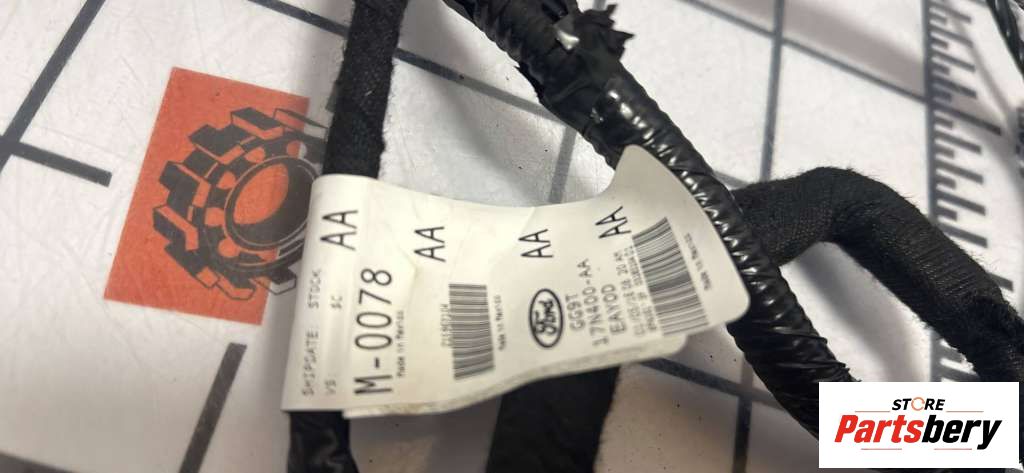 SHIPDATE: STOCK
VS: SC
AA
M-0078
Made in Mexico
AA
Made in Mexico
AA
Ford
GG9T
17N400-AA
EAYOD
AA
Made in Mexico
STORE
Partsbery